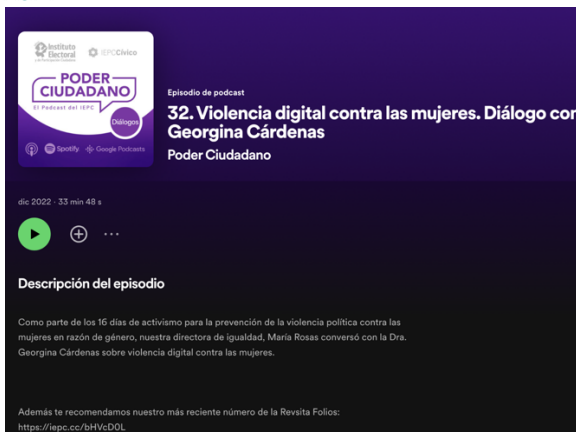 Instituto
Electoral
y de Participación Ciudadana
IEPCCívico
PODER
CIUDADANO
El Podcast del IEPC
Diálogos
Spotify
Google Podcasts
Episodio de podcast
32. Violencia digital contra las mujeres. Diálogo con
Georgina Cárdenas
Poder Ciudadano
dic 2022 · 33 min 48 s
Descripción del episodio
Como parte de los 16 días de activismo para la prevención de la violencia política contra las
mujeres en razón de género, nuestra directora de igualdad, María Rosas conversó con la Dra.
Georgina Cárdenas sobre violencia digital contra las mujeres.
Además te recomendamos nuestro más reciente número de la Revsita Folios:
https://iepc.cc/bHVcD0L